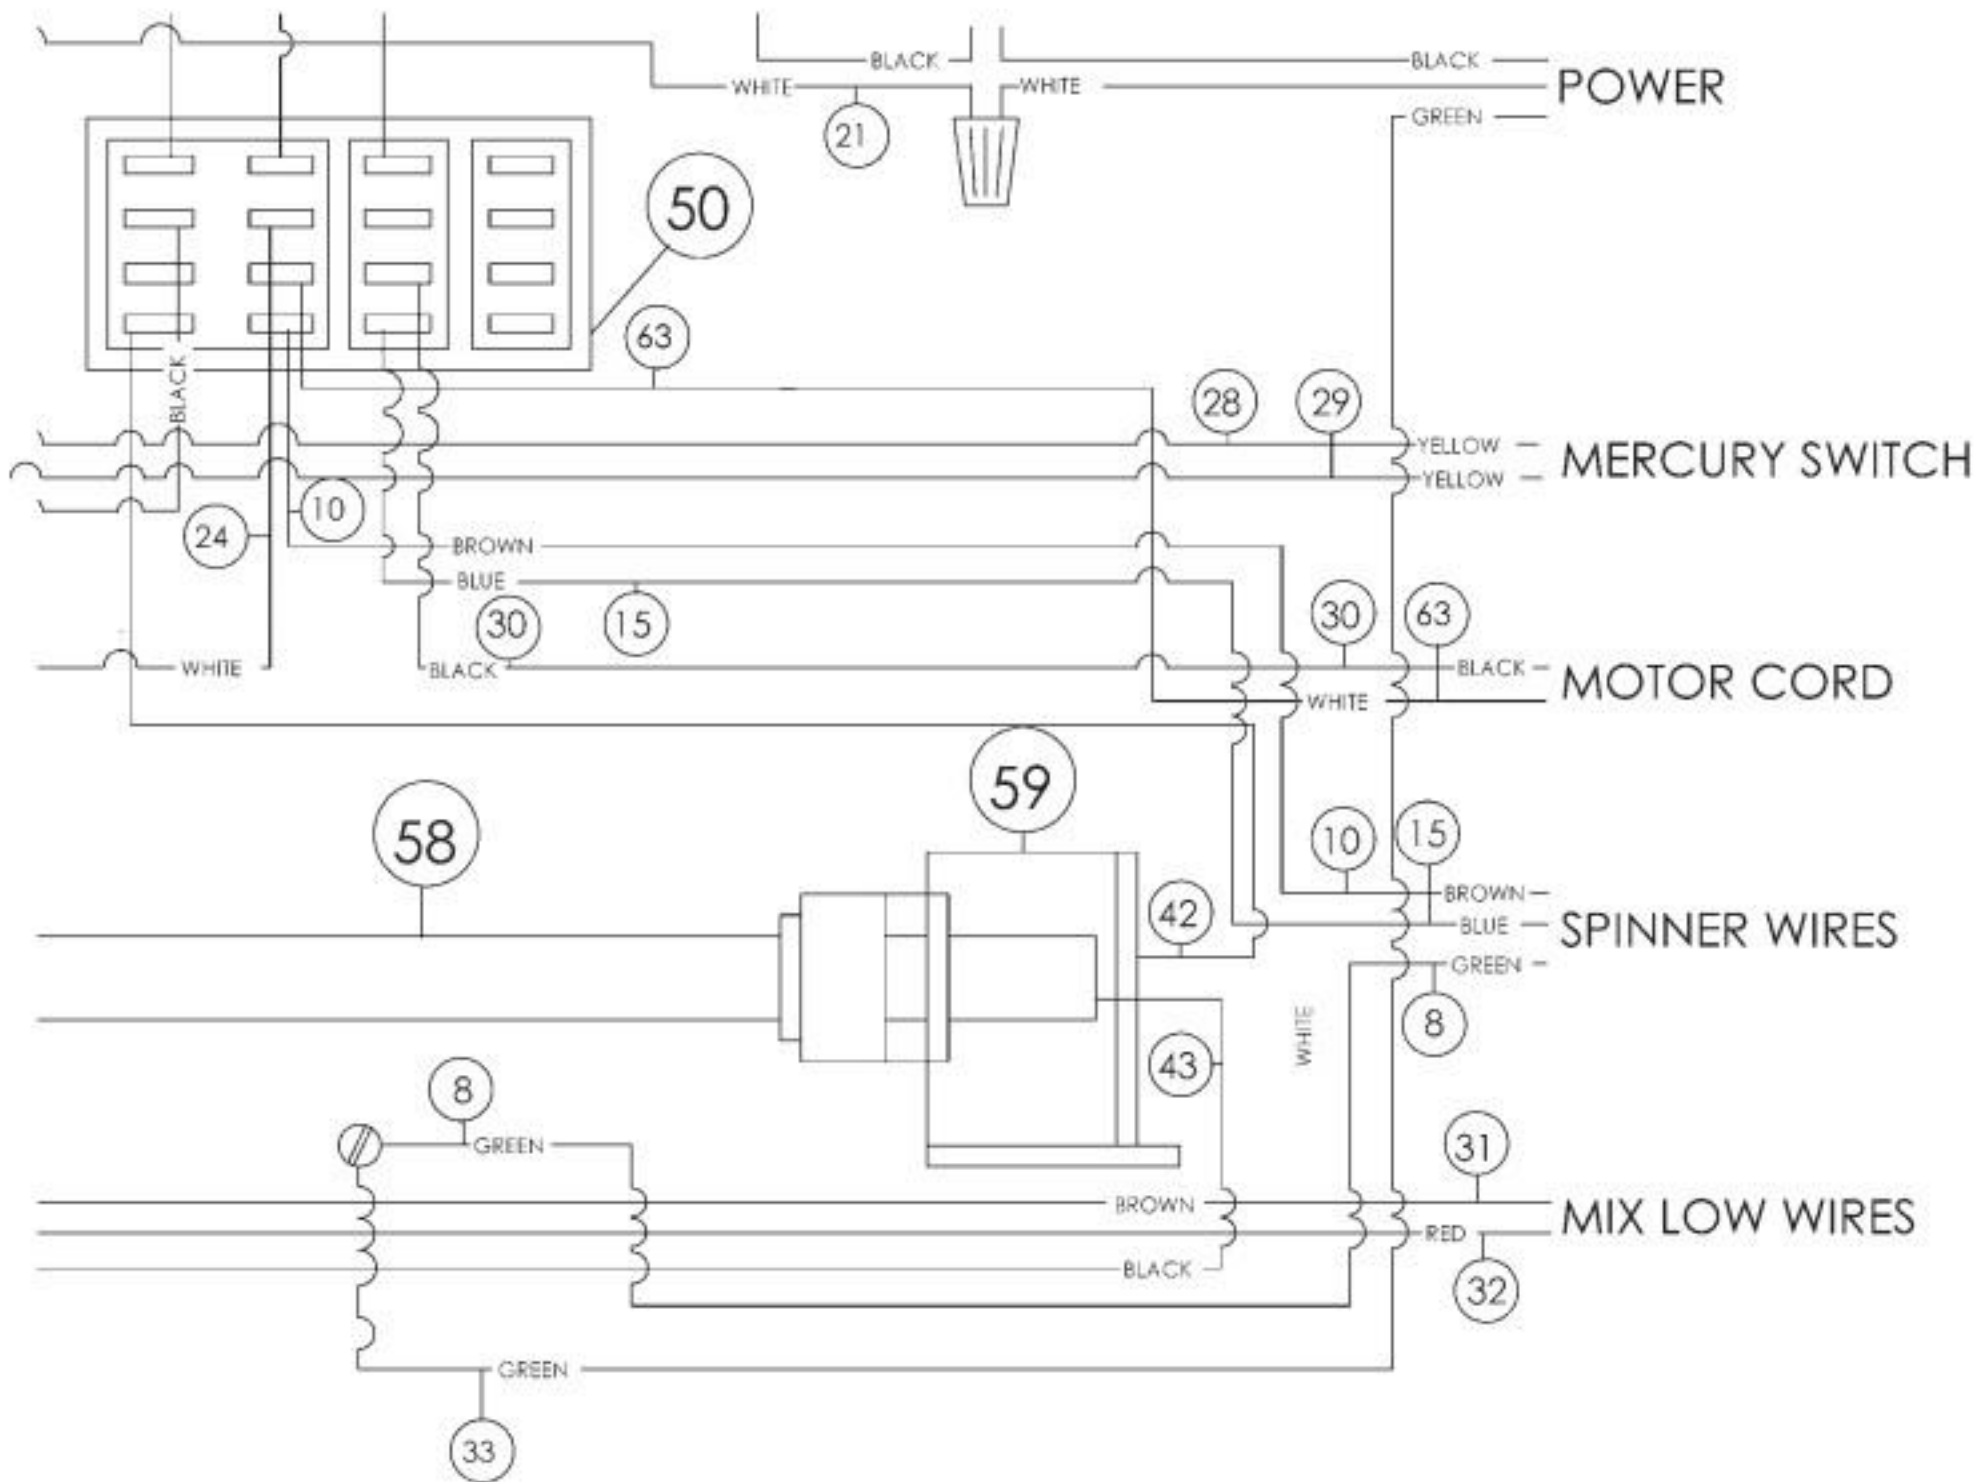 BLACK
BLACK
WHITE
WHITE
POWER
21
GREEN
50
63
BLACK
28
29
YELLOW
MERCURY SWITCH
YELLOW
10
24
BROWN
BLUE
30
15
30
63
WHITE
BLACK
BLACK
MOTOR CORD
WHITE
59
58
10
15
42
BROWN
BLUE
SPINNER WIRES
GREEN
8
WHITE
43
8
GREEN
31
BROWN
MIX LOW WIRES
RED
BLACK
32
GREEN
33